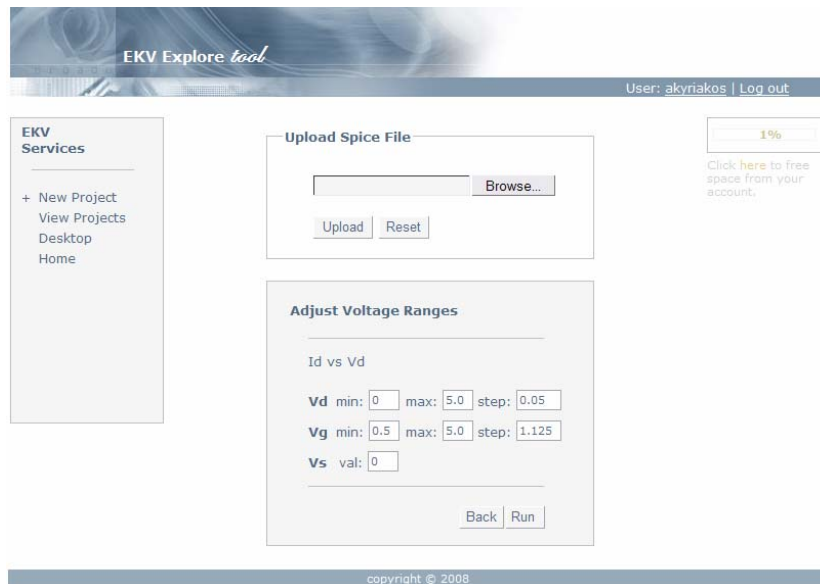 EKV Explore tool
User: akyriakos | Log out
EKV
Services
+ New Project
View Projects
Desktop
Home
Upload Spice File
Browse...
Upload Reset
1%
Click here to free
space from your
account.
Adjust Voltage Ranges
Id vs Vd
Vd min: 0 max: 5.0 step: 0.05
Vg min: 0.5 max: 5.0 step: 1.125
Vs val: 0
Back Run
copyright © 2008